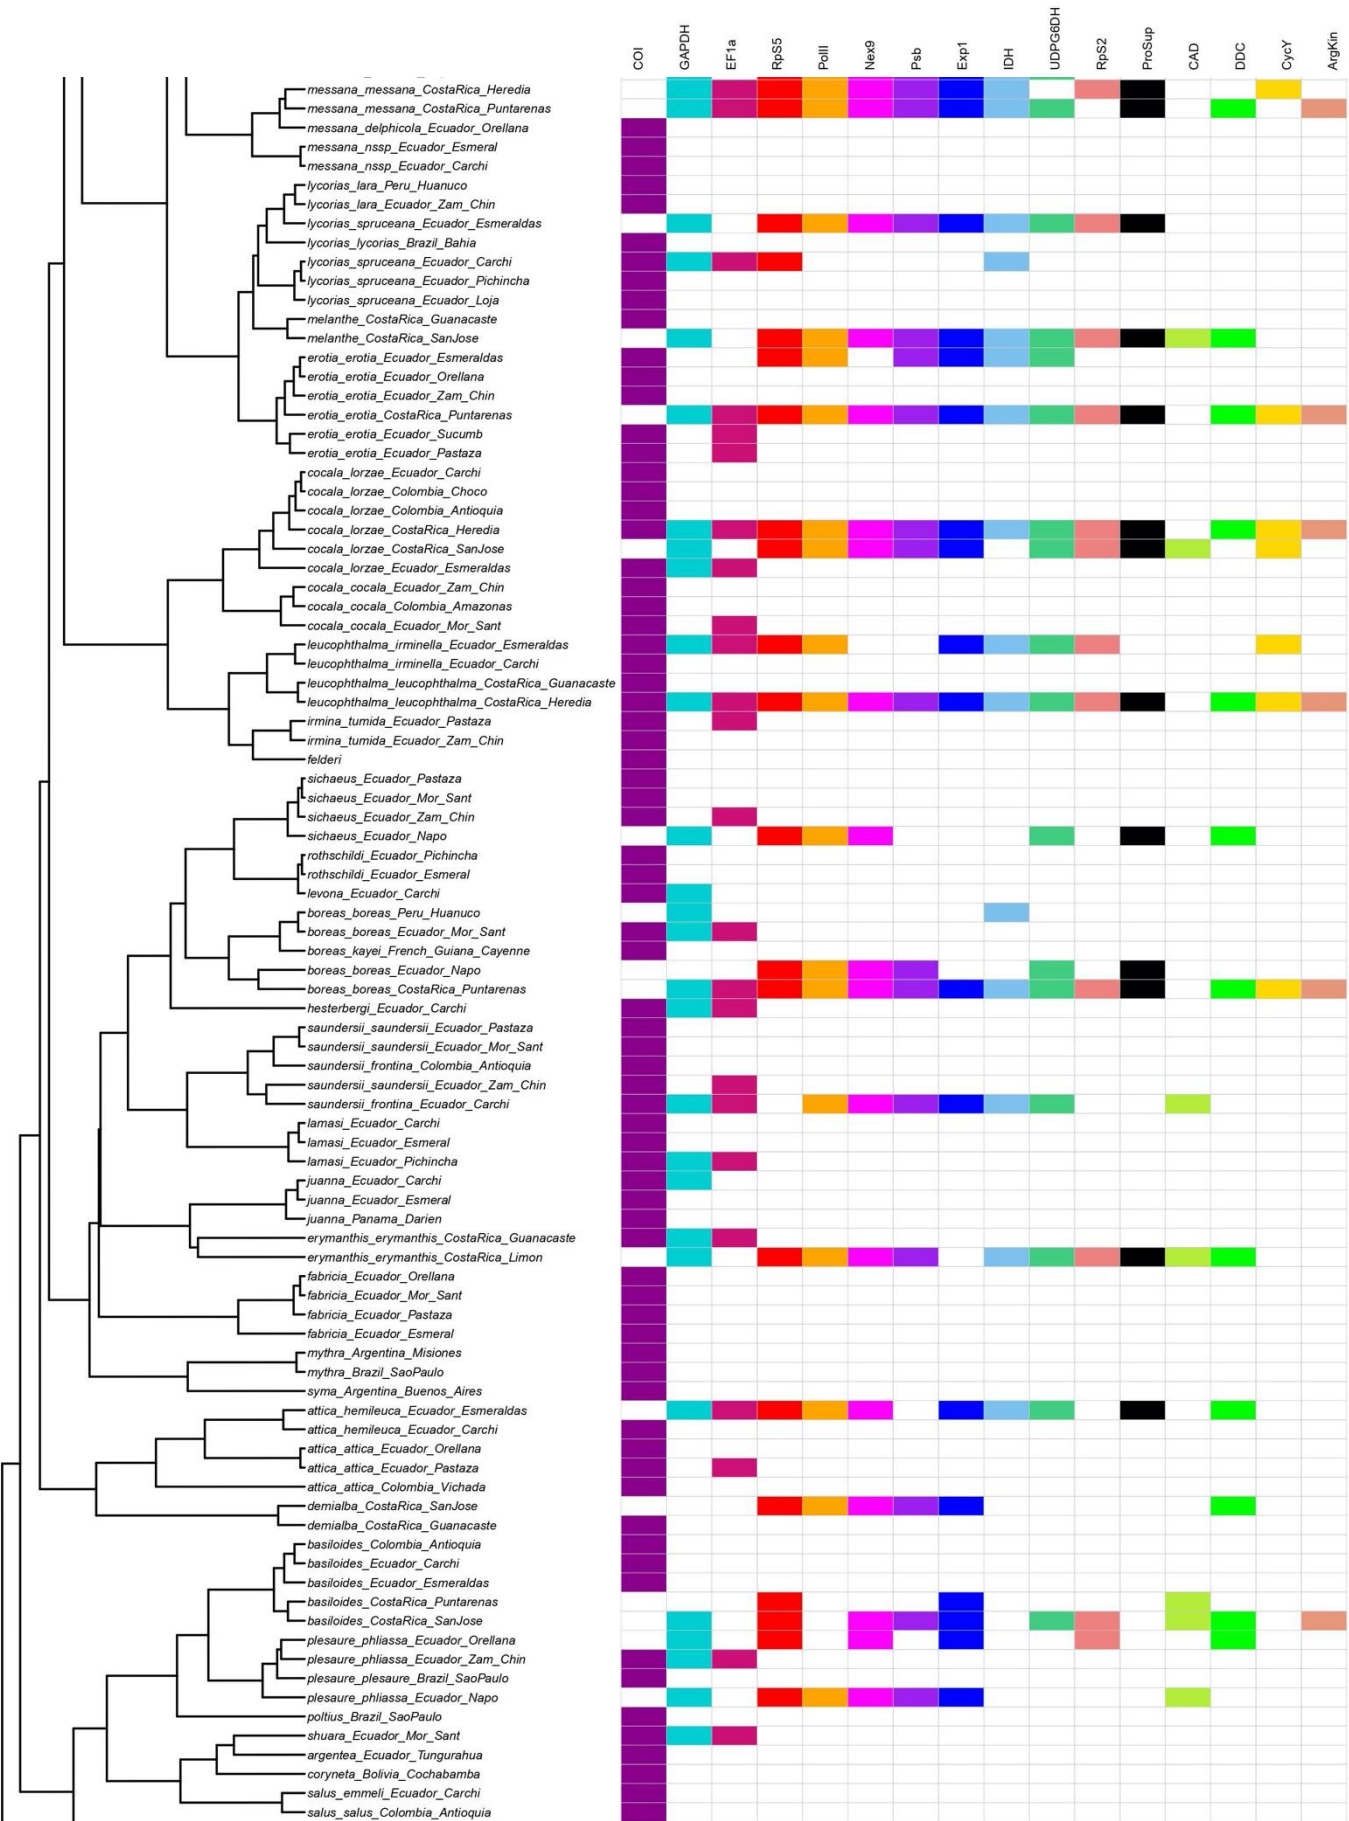 COI GAPDH EF1a RpS5 PolII Nex9 Psb Exp1 IDH UDPG6DH RpS2 ProSup CAD DDC CycY ArgKin
messana_messana_CostaRica_Heredia
messana_messana_CostaRica_Puntarenas
messana_delphicola_Ecuador_Orellana
messana_nssp_Ecuador_Esmeral
messana_nssp_Ecuador_Carchi
lycorias_lara_Peru_Huanuco
lycorias_lara_Ecuador_Zam_Chin
lycorias_spruceana_Ecuador_Esmeraldas
lycorias_lycorias_Brazil_Bahia
lycorias_spruceana_Ecuador_Carchi
lycorias_spruceana_Ecuador_Pichincha
lycorias_spruceana_Ecuador_Loja
melanthe_CostaRica_Guanacaste
melanthe_CostaRica_SanJose
erotia_erotia_Ecuador_Esmeraldas
erotia_erotia_Ecuador_Orellana
erotia_erotia_Ecuador_Zam_Chin
erotia_erotia_CostaRica_Puntarenas
erotia_erotia_Ecuador_Sucumb
erotia_erotia_Ecuador_Pastaza
cocala_lorzae_Ecuador_Carchi
cocala_lorzae_Colombia_Choco
cocala_lorzae_Colombia_Antioquia
cocala_lorzae_CostaRica_Heredia
cocala_lorzae_CostaRica_SanJose
cocala_lorzae_Ecuador_Esmeraldas
cocala_cocala_Ecuador_Zam_Chin
cocala_cocala_Colombia_Amazonas
cocala_cocala_Ecuador_Mor_Sant
leucophthalma_irminella_Ecuador_Esmeraldas
leucophthalma_irminella_Ecuador_Carchi
leucophthalma_leucophthalma_CostaRica_Guanacaste
leucophthalma_leucophthalma_CostaRica_Heredia
irmina_tumida_Ecuador_Pastaza
irmina_tumida_Ecuador_Zam_Chin
felderi
sichaeus_Ecuador_Pastaza
sichaeus_Ecuador_Mor_Sant
sichaeus_Ecuador_Zam_Chin
sichaeus_Ecuador_Napo
rothschildi_Ecuador_Pichincha
rothschildi_Ecuador_Esmeral
levona_Ecuador_Carchi
boreas_boreas_Peru_Huanuco
boreas_boreas_Ecuador_Mor_Sant
boreas_kayei_French_Guiana_Cayenne
boreas_boreas_Ecuador_Napo
boreas_boreas_CostaRica_Puntarenas
hesterbergi_Ecuador_Carchi
saundersii_saundersii_Ecuador_Pastaza
saundersii_saundersii_Ecuador_Mor_Sant
saundersii_frontina_Colombia_Antioquia
saundersii_saundersii_Ecuador_Zam_Chin
saundersii_frontina_Ecuador_Carchi
lamasi_Ecuador_Carchi
lamasi_Ecuador_Esmeral
lamasi_Ecuador_Pichincha
juanna_Ecuador_Carchi
juanna_Ecuador_Esmeral
juanna_Panama_Darien
erymanthis_erymanthis_CostaRica_Guanacaste
erymanthis_erymanthis_CostaRica_Limon
fabricia_Ecuador_Orellana
fabricia_Ecuador_Mor_Sant
fabricia_Ecuador_Pastaza
fabricia_Ecuador_Esmeral
mythra_Argentina_Misiones
mythra_Brazil_SaoPaulo
syma_Argentina_Buenos_Aires
attica_hemileuca_Ecuador_Esmeraldas
attica_hemileuca_Ecuador_Carchi
attica_attica_Ecuador_Orellana
attica_attica_Ecuador_Pastaza
attica_attica_Colombia_Vichada
demialba_CostaRica_SanJose
demialba_CostaRica_Guanacaste
basiloides_Colombia_Antioquia
basiloides_Ecuador_Carchi
basiloides_Ecuador_Esmeraldas
basiloides_CostaRica_Puntarenas
basiloides_CostaRica_SanJose
plesaure_phliassa_Ecuador_Orellana
plesaure_phliassa_Ecuador_Zam_Chin
plesaure_plesaure_Brazil_SaoPaulo
plesaure_phliassa_Ecuador_Napo
poltius_Brazil_SaoPaulo
shuara_Ecuador_Mor_Sant
argentea_Ecuador_Tungurahua
coryneta_Bolivia_Cochabamba
salus_emmeli_Ecuador_Carchi
salus_salus_Colombia_Antioquia